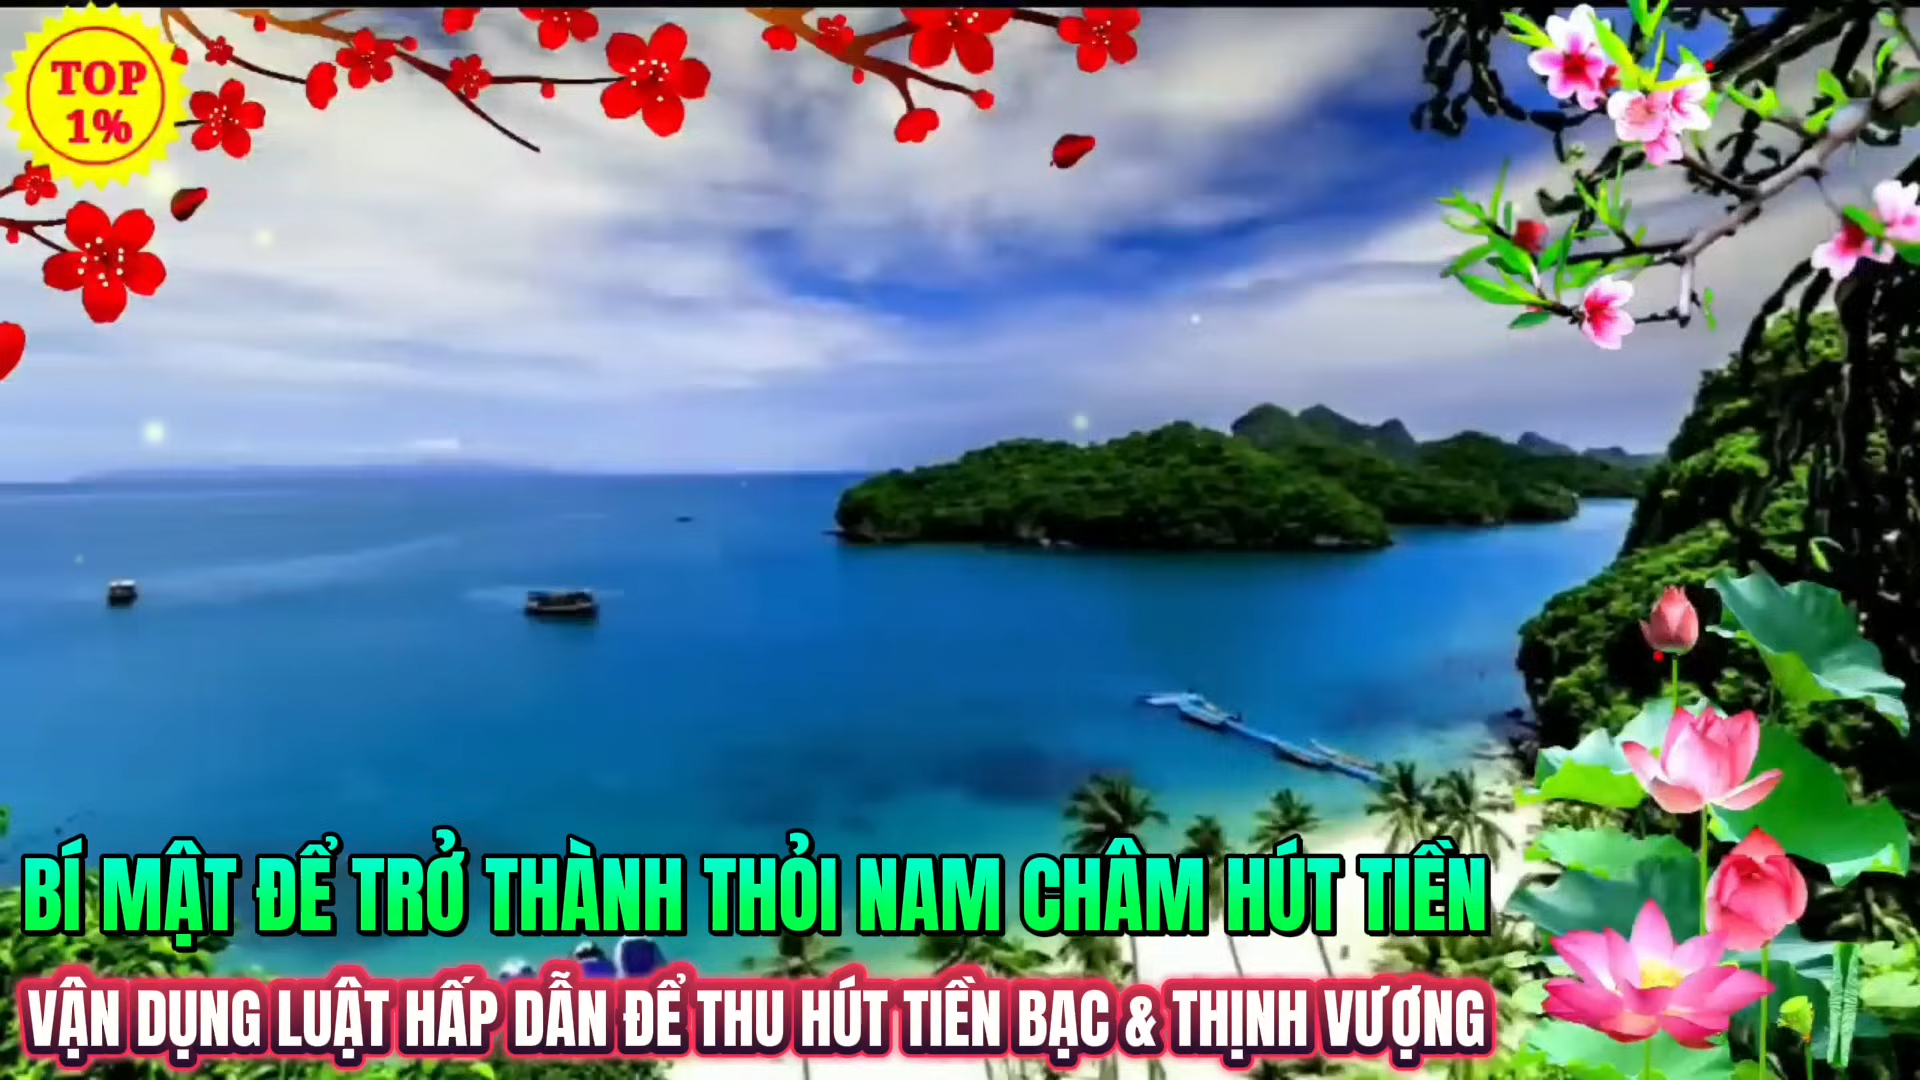 TOP
1%
BÍ MẬT ĐỂ TRỞ THÀNH THỎI NAM CHÂM HÚT TIỀN
VẬN DỤNG LUẬT HẤP DẪN ĐỂ THU HÚT TIỀN BẠC & THỊNH VƯỢNG